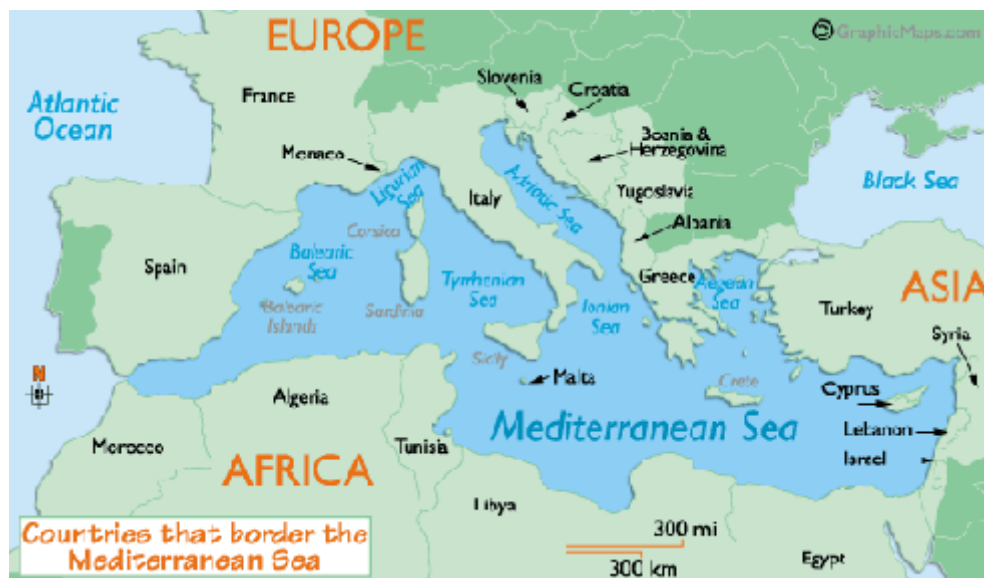 EUROPE
© GraphicMaps.com
Slovenia
Croatia
France
Atlantic
Ocean
Bosnia &
Herzegovina
Monaco
Ligurian
Sea
Adriatic Sea
Black Sea
Italy
Yugoslavia
Corsica
Albania
Balearic
Sea
Spain
Tyrrhenian
Sea
Greece
Aegean
Sea
ASIA
Balearic
Islands
Sardinia
Ionian
Sea
Turkey
Syria
N
Sicily
Malta
Crete
Cyprus
Algeria
Mediterranean Sea
Lebanon
Morocco
Tunisia
Israel
AFRICA
Libya
Countries that border the
Mediterranean Sea
300 mi
300 km
Egypt